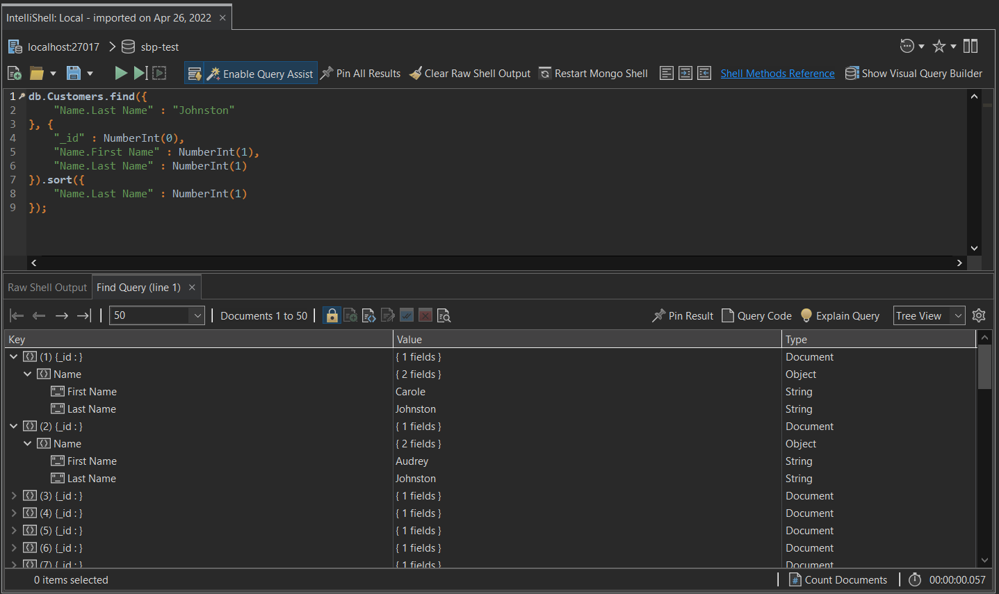 IntelliShell: Local - imported on Apr 26, 2022 ×
localhost:27017 > sbp-test
Enable Query Assist Pin All Results Clear Raw Shell Output Restart Mongo Shell Shell Methods Reference Show Visual Query Builder
1 db.Customers.find({
2 "Name.Last Name" : "Johnston"
3 }, {
4 "_id" : NumberInt(0),
5 "Name.First Name" : NumberInt(1),
6 "Name.Last Name" : NumberInt(1)
7 }).sort({
8 "Name.Last Name" : NumberInt(1)
9 });
Raw Shell Output Find Query (line 1) ×
50 Documents 1 to 50 Pin Result Query Code Explain Query Tree View
Key Value Type
(1) {_id : } { 1 fields } Document
Name { 2 fields } Object
First Name Carole String
Last Name Johnston String
(2) {_id : } { 1 fields } Document
Name { 2 fields } Object
First Name Audrey String
Last Name Johnston String
(3) {_id : } { 1 fields } Document
(4) {_id : } { 1 fields } Document
(5) {_id : } { 1 fields } Document
(6) {_id : } { 1 fields } Document
(7) {_id : } { 1 fields } Document
0 items selected Count Documents 00:00:00.057